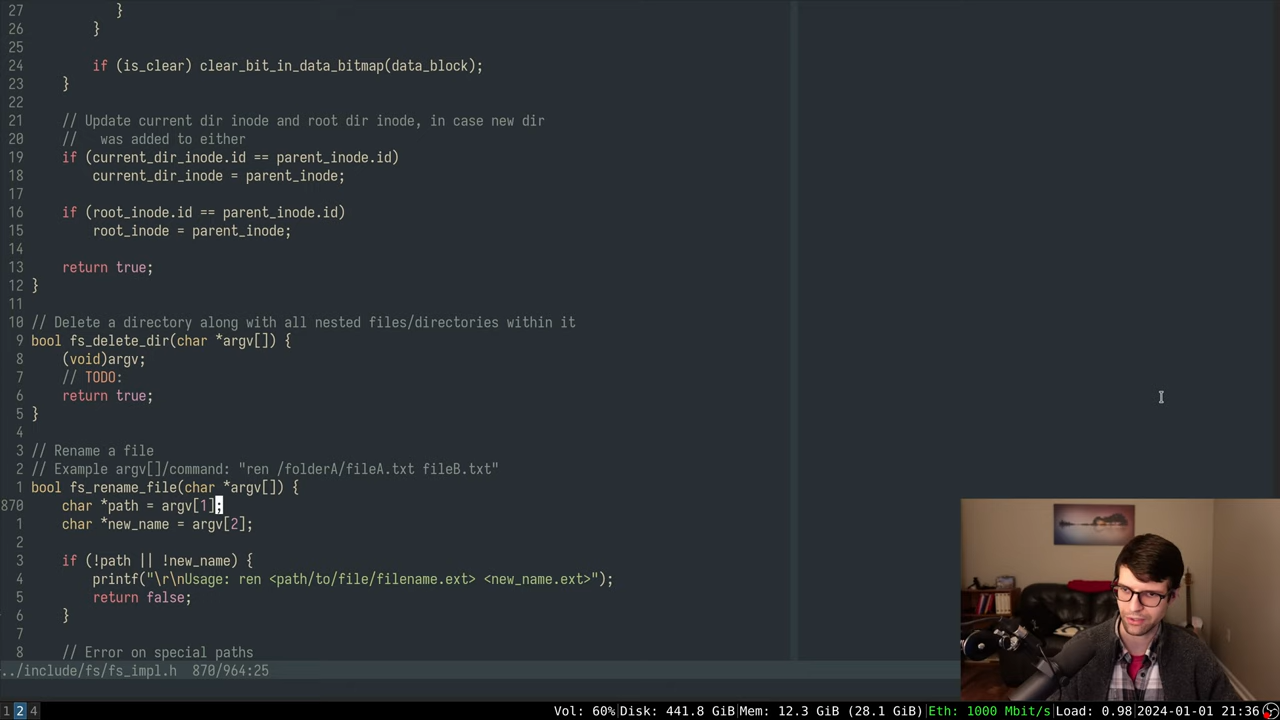 27          }
26       }
25
24       if (is_clear) clear_bit_in_data_bitmap(data_block);
23    }
22
21    // Update current dir inode and root dir inode, in case new dir
20    //   was added to either
19    if (current_dir_inode.id == parent_inode.id)
18        current_dir_inode = parent_inode;
17
16    if (root_inode.id == parent_inode.id)
15        root_inode = parent_inode;
14
13    return true;
12 }
11
10 // Delete a directory along with all nested files/directories within it
9 bool fs_delete_dir(char *argv[]) {
8    (void)argv;
7    // TODO:
6    return true;
5 }
4
3 // Rename a file
2 // Example argv[]/command: "ren /folderA/fileA.txt fileB.txt"
1 bool fs_rename_file(char *argv[]) {
870    char *path = argv[1];
1    char *new_name = argv[2];
2
3    if (!path || !new_name) {
4        printf("\r\nUsage: ren <path/to/file/filename.ext> <new_name.ext>");
5        return false;
6    }
7
8    // Error on special paths
../include/fs/fs_impl.h  870/964:25
1 2 4 Vol: 60%|Disk: 441.8 GiB|Mem: 12.3 GiB (28.1 GiB)|Eth: 1000 Mbit/s|Load: 0.98|2024-01-01 21:36